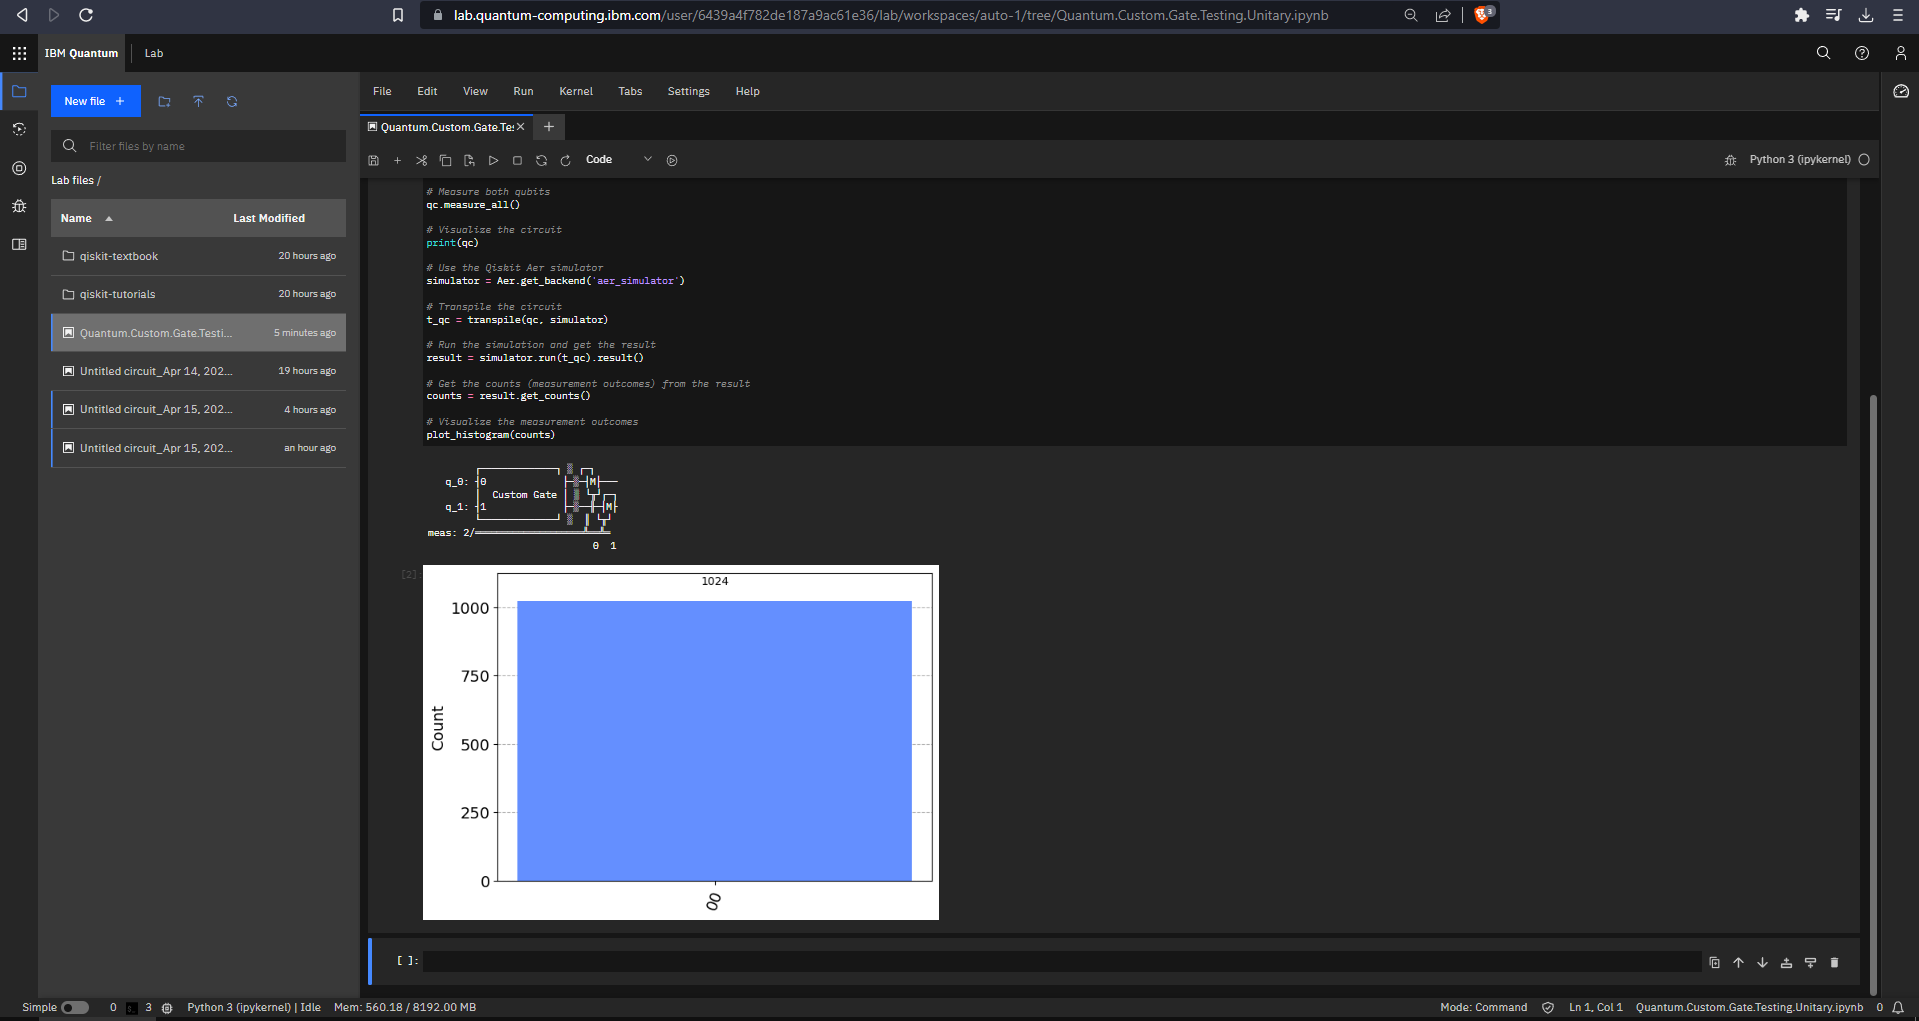 lab.quantum-computing.ibm.com/user/6439a4f782de187a9ac61e36/lab/workspaces/auto-1/tree/Quantum.Custom.Gate.Testing.Unitary.ipynb
3
IBM Quantum
Lab
New file +
Filter files by name
Lab files /
Name
Last Modified
qiskit-textbook
20 hours ago
qiskit-tutorials
20 hours ago
Quantum.Custom.Gate.Testi...
5 minutes ago
Untitled circuit_Apr 14, 202...
19 hours ago
Untitled circuit_Apr 15, 202...
4 hours ago
Untitled circuit_Apr 15, 202...
an hour ago
File Edit View Run Kernel Tabs Settings Help
Quantum.Custom.Gate.Te:
Code
Python 3 (ipykernel)
# Measure both qubits
qc.measure_all()
# Visualize the circuit
print(qc)
# Use the Qiskit Aer simulator
simulator = Aer.get_backend('aer_simulator')
# Transpile the circuit
t_qc = transpile(qc, simulator)
# Run the simulation and get the result
result = simulator.run(t_qc).result()
# Get the counts (measurement outcomes) from the result
counts = result.get_counts()
# Visualize the measurement outcomes
plot_histogram(counts)
q_0: 0 M
Custom Gate
q_1: 1 M
meas: 2/
0 1
[2]
1024
1000
750
500
250
0
Count
00
[ ]:
Simple
0
3
Python 3 (ipykernel) | Idle
Mem: 560.18 / 8192.00 MB
Mode: Command
Ln 1, Col 1
Quantum.Custom.Gate.Testing.Unitary.ipynb
0